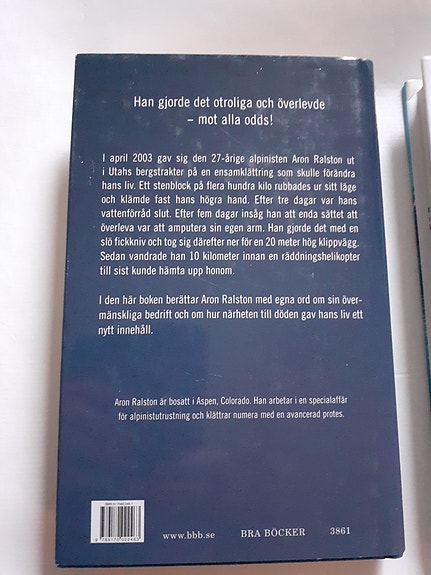 Han gjorde det otroliga och överlevde
– mot alla odds!
I april 2003 gav sig den 27-årige alpinisten Aron Ralston ut
i Utahs bergstrakter på en ensamklättring som skulle förändra
hans liv. Ett stenblock på flera hundra kilo rubbades ur sitt läge
och klämde fast hans högra hand. Efter tre dagar var hans
vattenförråd slut. Efter fem dagar insåg han att enda sättet att
överleva var att amputera sin egen arm. Han gjorde det med en
slö fickkniv och tog sig därefter ner för en 20 meter hög klippvägg.
Sedan vandrade han 10 kilometer innan en räddningshelikopter
till sist kunde hämta upp honom.
I den här boken berättar Aron Ralston med egna ord om sin över-
mänskliga bedrift och om hur närheten till döden gav hans liv ett
nytt innehåll.
Aron Ralston är bosatt i Aspen, Colorado. Han arbetar i en specialaffär
för alpinistutrustning och klättrar numera med en avancerad protes.
9 789170 022463
www.bbb.se BRA BÖCKER 3861